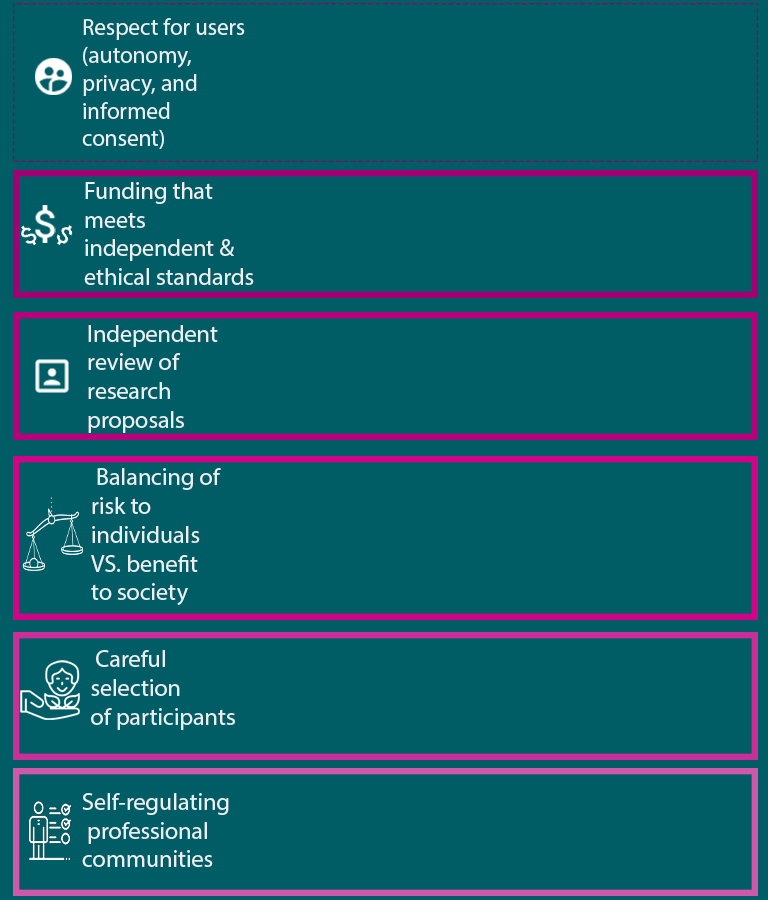 Respect for users
(autonomy,
privacy, and
informed
consent)
Funding that
meets
independent &
ethical standards
Independent
review of
research
proposals
Balancing of
risk to
individuals
VS. benefit
to society
Careful
selection
of participants
Self-regulating
professional
communities